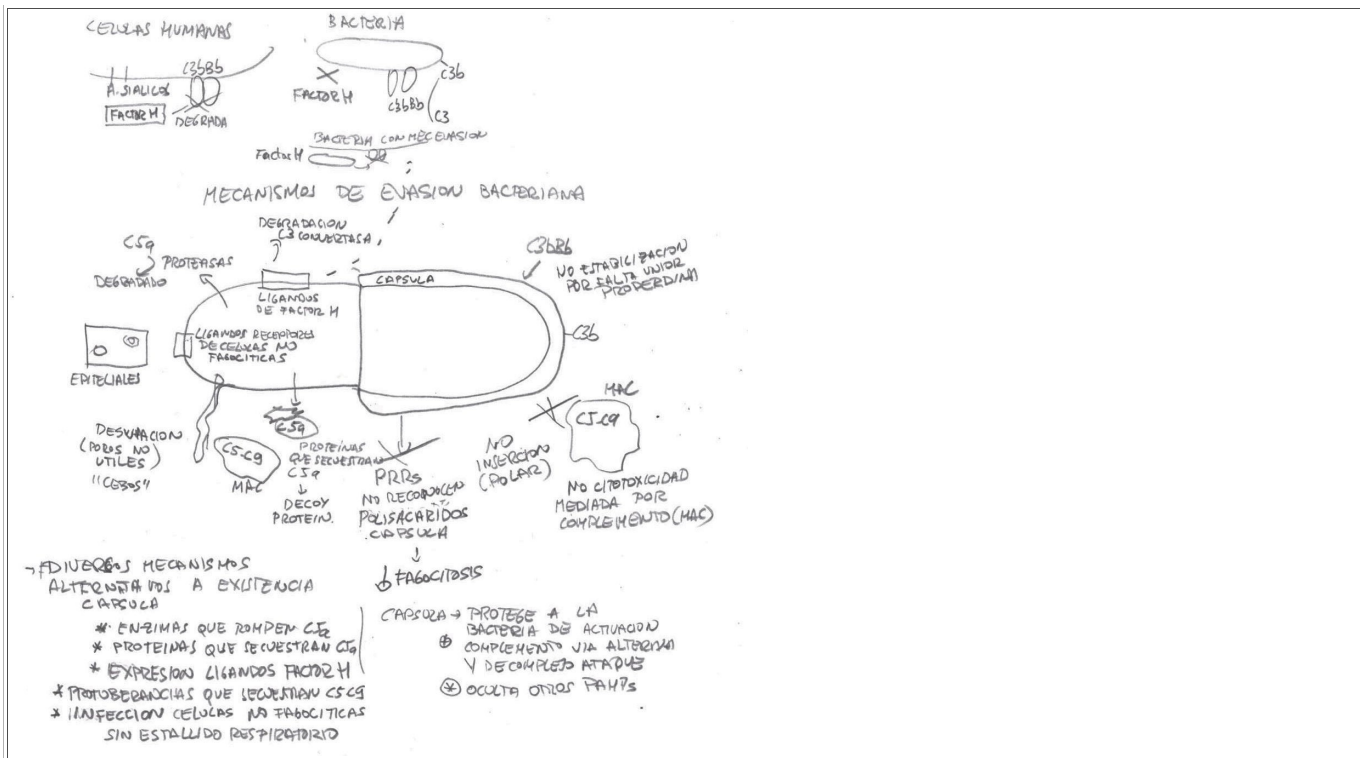 CELULAS HUMANAS
A. SIALICOS
FACTOR H
C3bBb
DEGRADA
BACTERIA
FACTOR H
C3bBb
C3b
C3
BACTERIA CON MEC EVASION
Factor H
MECANISMOS DE EVASION BACTERIANA
C5a
DEGRADADO
PROTEASAS
DEGRADACION
C3 CONVERTASA
LIGANDOS
DE FACTOR H
CAPSULA
C3bBb
NO ESTABILIZACION
POR FALTA UNION
PROPERDINA
C3b
LIGANDOS RECEPTORES
DE CELULAS NO
FAGOCITICAS
EPITELIALES
DESVIACION
(POROS NO
UTILES)
"CEBOS"
C5-C9
MAC
C5a
PROTEINAS
QUE SECUESTRAN
C5a
DECOY
PROTEIN.
PRRs
NO RECONOCEN
POLISACARIDOS
CAPSULA
FAGOCITOSIS
NO
INSERCION
(POLAR)
MAC
C5-C9
NO CITOTOXICIDAD
MEDIADA POR
COMPLEMENTO (MAC)
DIVERSOS MECANISMOS
ALTERNATIVOS A EXISTENCIA
CAPSULA
* ENZIMAS QUE ROMPEN C5a
* PROTEINAS QUE SECUESTRAN C5a
* EXPRESION LIGANDOS FACTOR H
* PROTUBERANCIAS QUE SECUESTRAN C5C9
* INFECCION CELULAS NO FAGOCITICAS
SIN ESTALLIDO RESPIRATORIO
CAPSULA → PROTEGE A LA
BACTERIA DE ACTIVACION
COMPLEMENTO VIA ALTERNA
Y DE COMPLEJO ATAQUE
OCULTA OTROS PAMPs